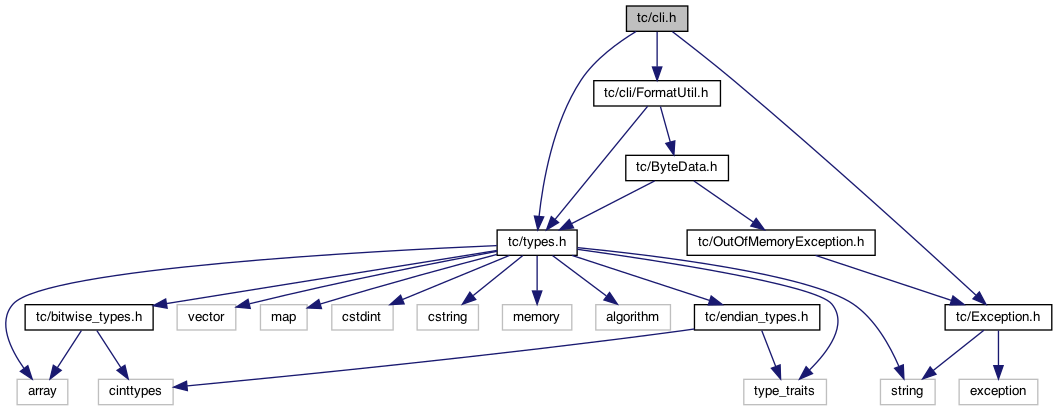 tc/cli.h
tc/cli/FormatUtil.h
tc/ByteData.h
tc/types.h
tc/OutOfMemoryException.h
tc/bitwise_types.h
vector
map
cstdint
cstring
memory
algorithm
tc/endian_types.h
tc/Exception.h
array
cinttypes
type_traits
string
exception